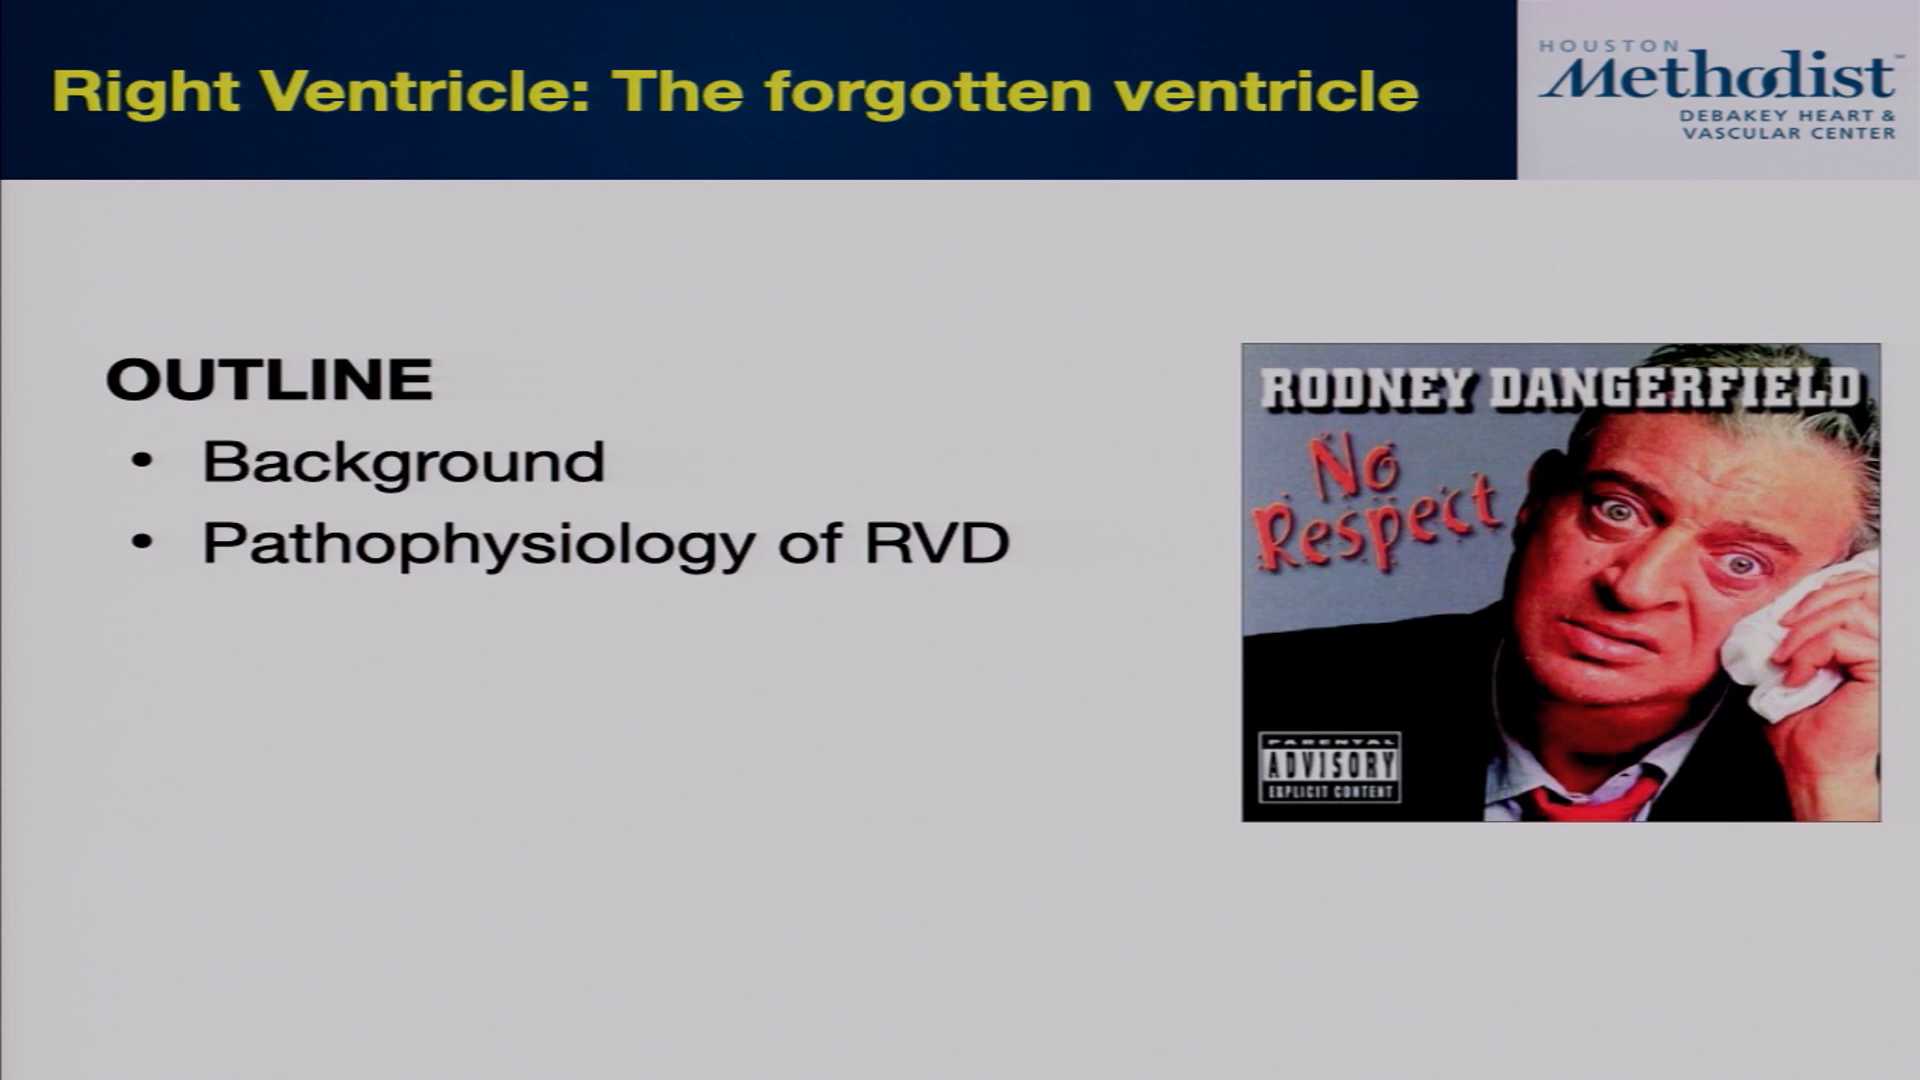 Right Ventricle: The forgotten ventricle
HOUSTON
Methodist
DEBAKEY HEART &
VASCULAR CENTER
OUTLINE
• Background
• Pathophysiology of RVD
RODNEY DANGERFIELD
No
Respect
PARENTAL
ADVISORY
EXPLICIT CONTENT